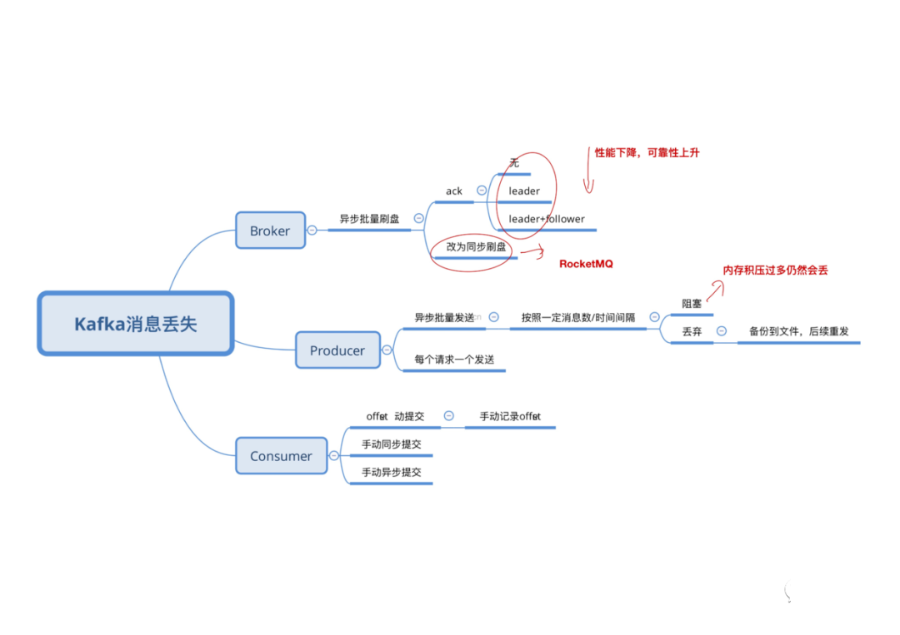 性能下降，可靠性上升
无
ack
leader
异步批量刷盘
leader+follower
Broker
改为同步刷盘
RocketMQ
内存积压过多仍然会丢
阻塞
Kafka消息丢失
异步批量发送
按照一定消息数/时间间隔
丢弃
备份到文件，后续重发
Producer
每个请求一个发送
offet 动提交
手动记录offet
手动同步提交
Consumer
手动异步提交